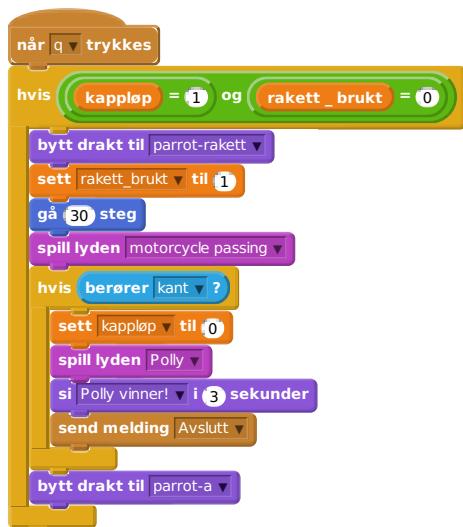 når q trykkes
hvis kappløp = 1 og rakett _ brukt = 0
bytt drakt til parrot-rakett
sett rakett_brukt til 1
gå 30 steg
spill lyden motorcycle passing
hvis berører kant ?
sett kappløp til 0
spill lyden Polly
si Polly vinner! i 3 sekunder
send melding Avslutt
bytt drakt til parrot-a